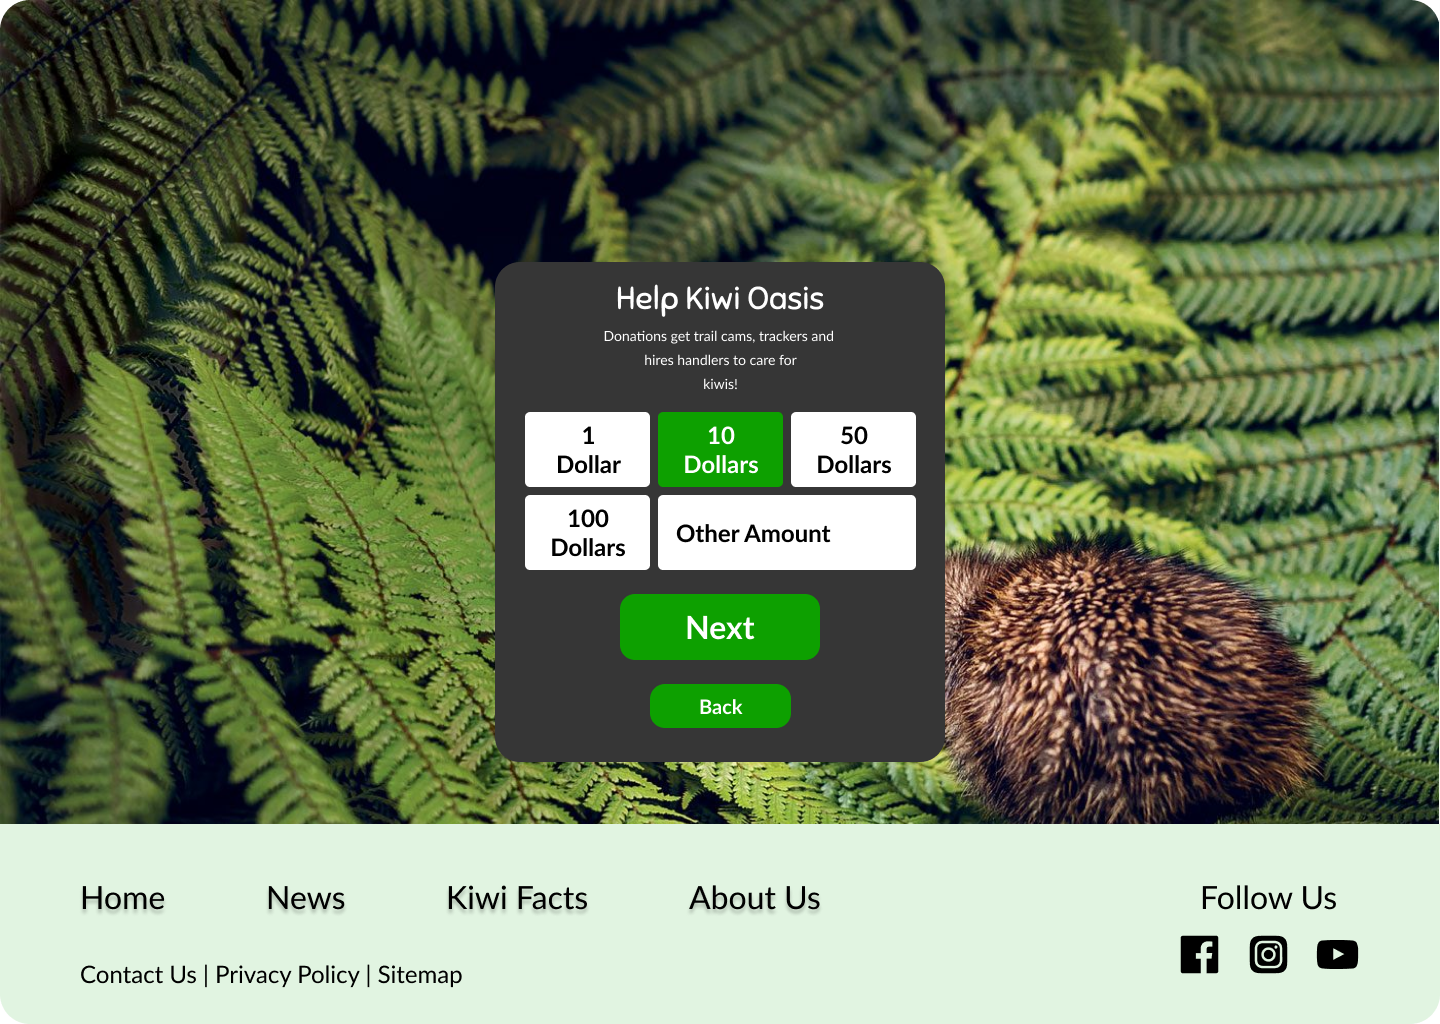 Help Kiwi Oasis
Donations get trail cams, trackers and
hires handlers to care for
kiwis!
1
Dollar
10
Dollars
50
Dollars
100
Dollars
Other Amount
Next
Back
Home
News
Kiwi Facts
About Us
Follow Us
Contact Us | Privacy Policy | Sitemap